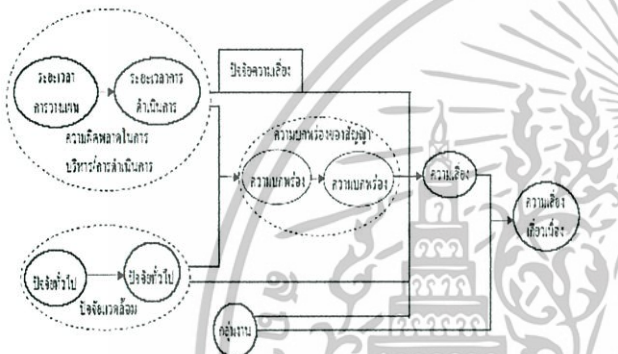 ระยะเวลา
การวางแผน
ระยะเวลาการ
ดำเนินการ
ความผิดพลาดในการ
บริหาร/การดำเนินการ
ปัจจัยความเสี่ยง
ความบกพร่องของสัญญา
ความบกพร่อง
ความบกพร่อง
ความเสี่ยง
ความเสี่ยง
เกี่ยวเนื่อง
ปัจจัยทั่วไป
ปัจจัยทั่วไป
ปัจจัยแวดล้อม
กลุ่มงาน